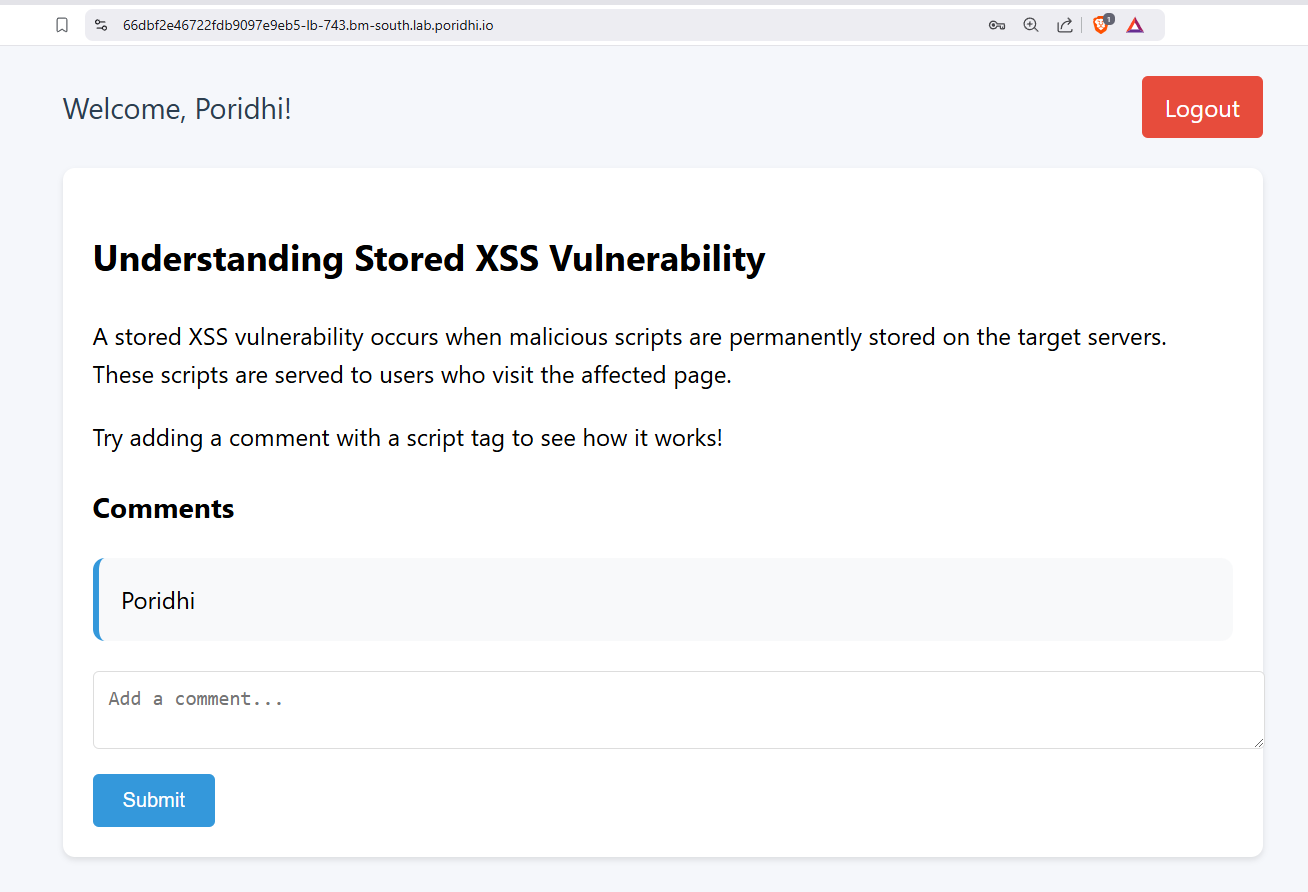 66dbf2e46722fdb9097e9eb5-lb-743.bm-south.lab.poridhi.io
1
Welcome, Poridhi!
Logout
Understanding Stored XSS Vulnerability
A stored XSS vulnerability occurs when malicious scripts are permanently stored on the target servers.
These scripts are served to users who visit the affected page.
Try adding a comment with a script tag to see how it works!
Comments
Poridhi
Add a comment...
Submit